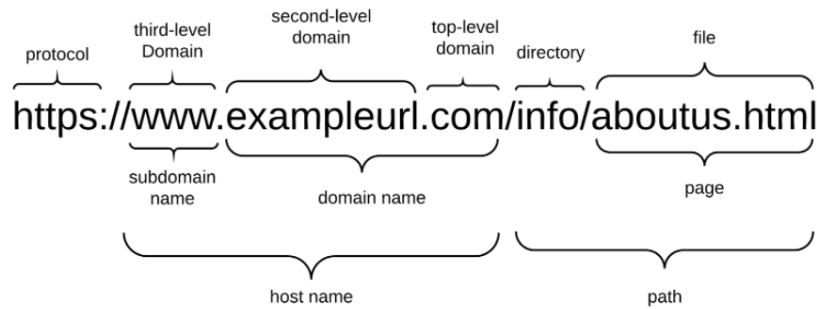 second-level
domain
third-level
Domain
top-level
domain
file
protocol
directory
https://www.exampleurl.com/info/aboutus.html
subdomain
name
domain name
page
host name
path